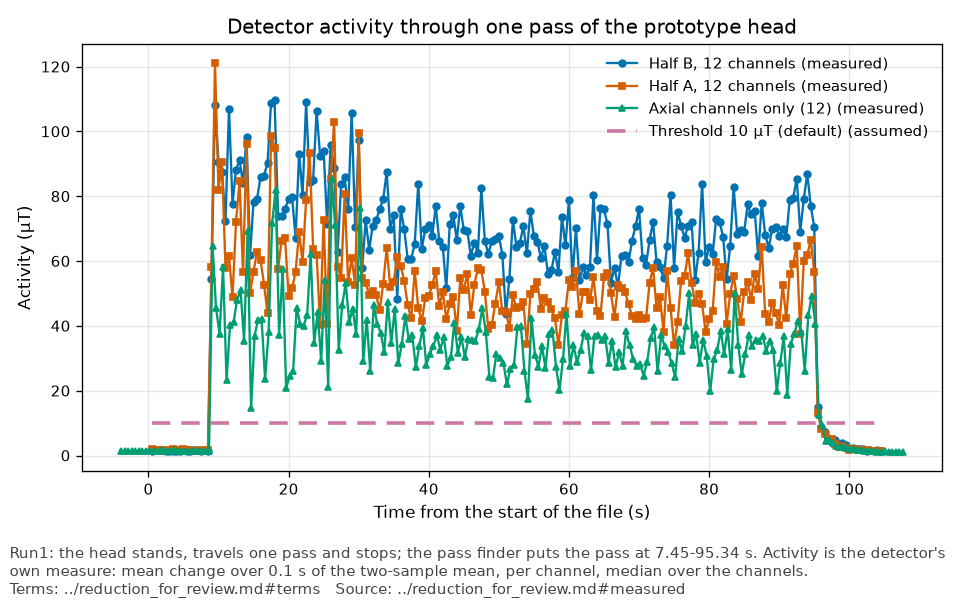 Detector activity through one pass of the prototype head
Half B, 12 channels (measured)
Half A, 12 channels (measured)
Axial channels only (12) (measured)
Threshold 10 µT (default) (assumed)
Activity (µT)
120
100
80
60
40
20
0
0 20 40 60 80 100
Time from the start of the file (s)
Run1: the head stands, travels one pass and stops; the pass finder puts the pass at 7.45-95.34 s. Activity is the detector's
own measure: mean change over 0.1 s of the two-sample mean, per channel, median over the channels.
Terms: ../reduction_for_review.md#terms Source: ../reduction_for_review.md#measured